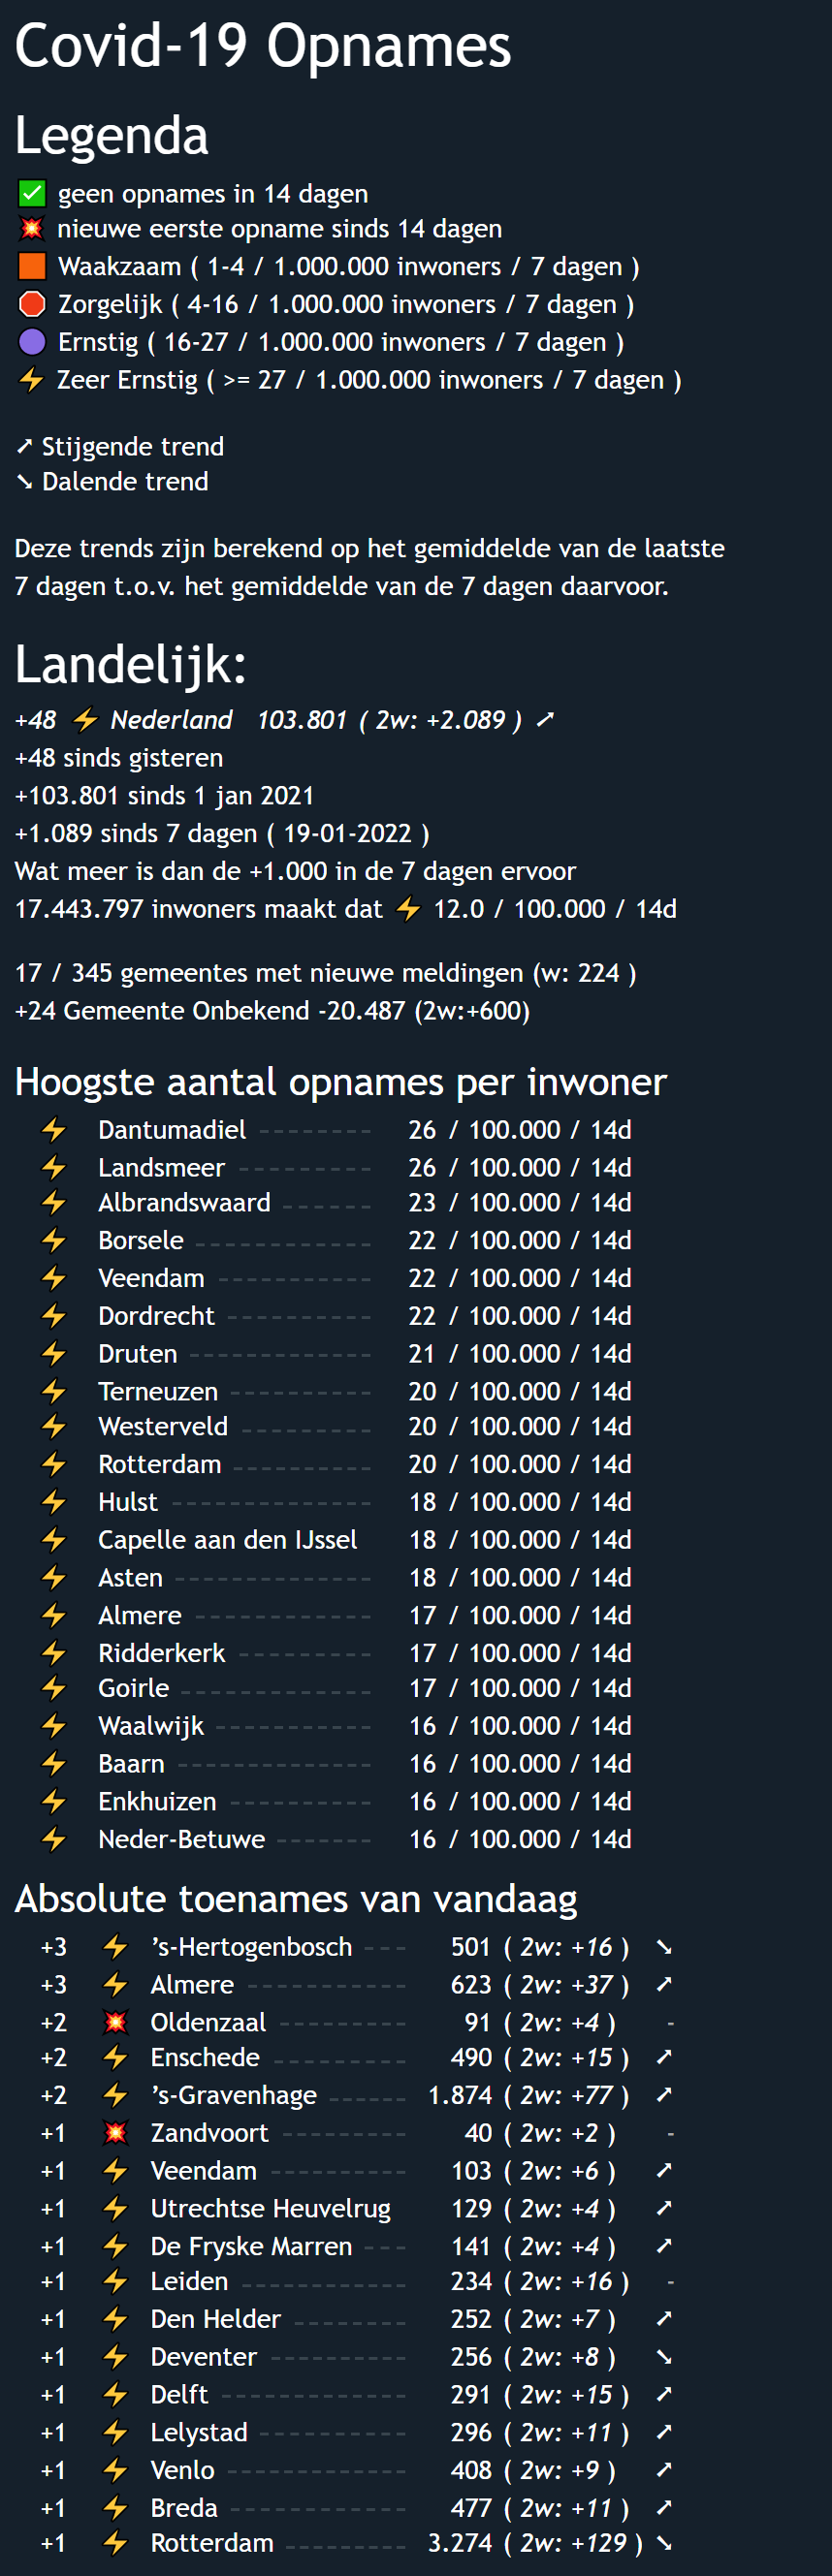 Covid-19 Opnames
Legenda
✅ geen opnames in 14 dagen
💥 nieuwe eerste opname sinds 14 dagen
🟧 Waakzaam ( 1-4 / 1.000.000 inwoners / 7 dagen )
🛑 Zorgelijk ( 4-16 / 1.000.000 inwoners / 7 dagen )
🟣 Ernstig ( 16-27 / 1.000.000 inwoners / 7 dagen )
⚡ Zeer Ernstig ( >= 27 / 1.000.000 inwoners / 7 dagen )
➚ Stijgende trend
➘ Dalende trend
Deze trends zijn berekend op het gemiddelde van de laatste
7 dagen t.o.v. het gemiddelde van de 7 dagen daarvoor.
Landelijk:
+48 ⚡ Nederland 103.801 ( 2w: +2.089 ) ➚
+48 sinds gisteren
+103.801 sinds 1 jan 2021
+1.089 sinds 7 dagen ( 19-01-2022 )
Wat meer is dan de +1.000 in de 7 dagen ervoor
17.443.797 inwoners maakt dat ⚡ 12.0 / 100.000 / 14d
17 / 345 gemeentes met nieuwe meldingen (w: 224 )
+24 Gemeente Onbekend -20.487 (2w:+600)
Hoogste aantal opnames per inwoner
⚡ Dantumadiel -------- 26 / 100.000 / 14d
⚡ Landsmeer --------- 26 / 100.000 / 14d
⚡ Albrandswaard ------ 23 / 100.000 / 14d
⚡ Borsele ------------ 22 / 100.000 / 14d
⚡ Veendam ----------- 22 / 100.000 / 14d
⚡ Dordrecht ---------- 22 / 100.000 / 14d
⚡ Druten ------------- 21 / 100.000 / 14d
⚡ Terneuzen ---------- 20 / 100.000 / 14d
⚡ Westerveld --------- 20 / 100.000 / 14d
⚡ Rotterdam ---------- 20 / 100.000 / 14d
⚡ Hulst -------------- 18 / 100.000 / 14d
⚡ Capelle aan den IJssel 18 / 100.000 / 14d
⚡ Asten -------------- 18 / 100.000 / 14d
⚡ Almere ------------ 17 / 100.000 / 14d
⚡ Ridderkerk --------- 17 / 100.000 / 14d
⚡ Goirle ------------- 17 / 100.000 / 14d
⚡ Waalwijk ----------- 16 / 100.000 / 14d
⚡ Baarn -------------- 16 / 100.000 / 14d
⚡ Enkhuizen ---------- 16 / 100.000 / 14d
⚡ Neder-Betuwe ------- 16 / 100.000 / 14d
Absolute toenames van vandaag
+3 ⚡ ’s-Hertogenbosch --- 501 ( 2w: +16 ) ➘
+3 ⚡ Almere ----------- 623 ( 2w: +37 ) ➚
+2 💥 Oldenzaal --------- 91 ( 2w: +4 ) -
+2 ⚡ Enschede --------- 490 ( 2w: +15 ) ➚
+2 ⚡ ’s-Gravenhage ------ 1.874 ( 2w: +77 ) ➚
+1 💥 Zandvoort --------- 40 ( 2w: +2 ) -
+1 ⚡ Veendam ---------- 103 ( 2w: +6 ) ➚
+1 ⚡ Utrechtse Heuvelrug 129 ( 2w: +4 ) ➚
+1 ⚡ De Fryske Marren --- 141 ( 2w: +4 ) ➚
+1 ⚡ Leiden ------------ 234 ( 2w: +16 ) -
+1 ⚡ Den Helder -------- 252 ( 2w: +7 ) ➚
+1 ⚡ Deventer ---------- 256 ( 2w: +8 ) ➘
+1 ⚡ Delft ------------- 291 ( 2w: +15 ) ➚
+1 ⚡ Lelystad ----------- 296 ( 2w: +11 ) ➚
+1 ⚡ Venlo ------------- 408 ( 2w: +9 ) ➚
+1 ⚡ Breda ------------- 477 ( 2w: +11 ) ➚
+1 ⚡ Rotterdam --------- 3.274 ( 2w: +129 ) ➘